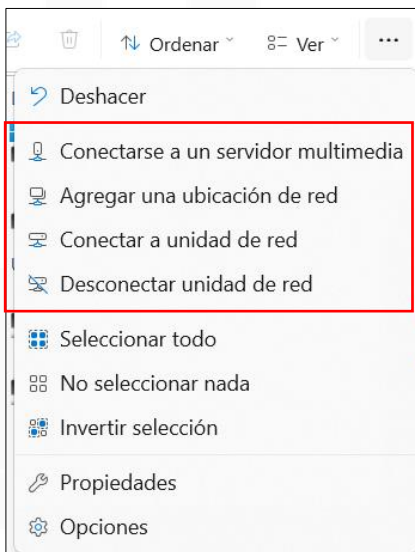 Ordenar Ver ...
Deshacer
Conectarse a un servidor multimedia
Agregar una ubicación de red
Conectar a unidad de red
Desconectar unidad de red
Seleccionar todo
No seleccionar nada
Invertir selección
Propiedades
Opciones